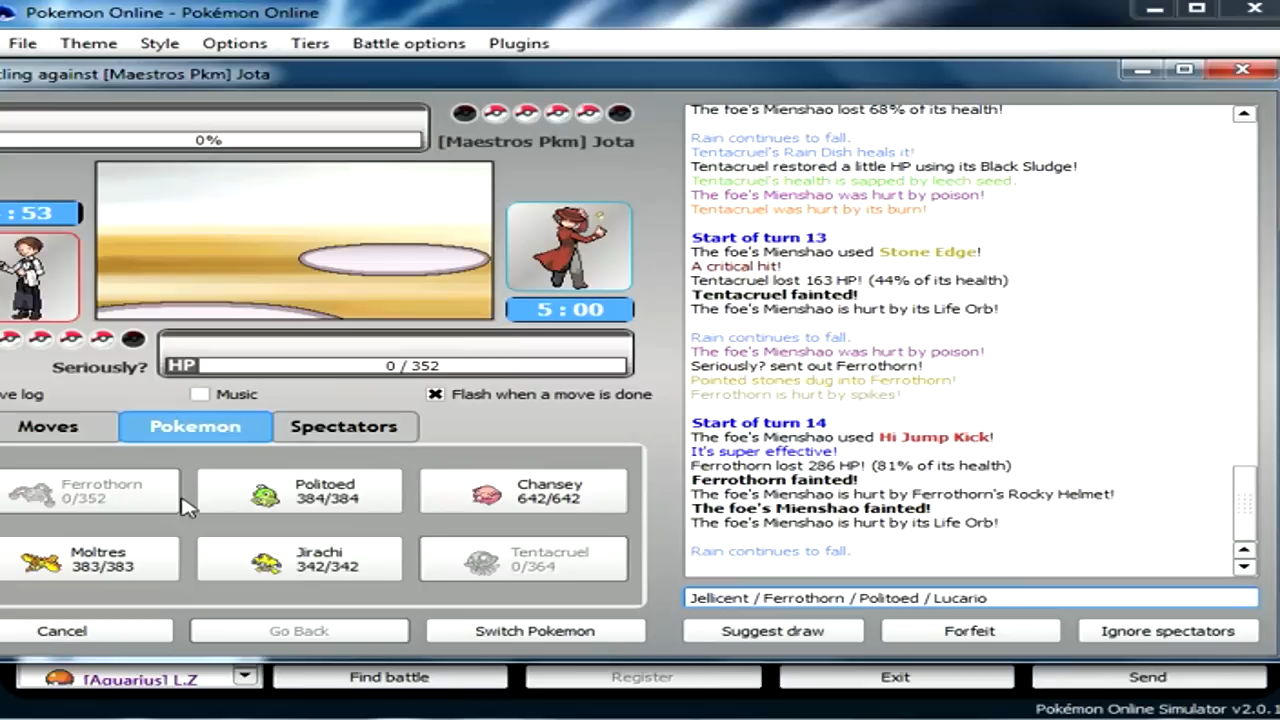 Pokemon Online - Pokémon Online
File Theme Style Options Tiers Battle options Plugins
ling against [Maestros Pkm] Jota
0%
[Maestros Pkm] Jota
: 53
5 : 00
Seriously?
HP
0 / 352
ve log
Music
Flash when a move is done
Moves
Pokemon
Spectators
Ferrothorn
0/352
Politoed
384/384
Chansey
642/642
Moltres
383/383
Jirachi
342/342
Tentacruel
0/364
Cancel
Go Back
Switch Pokemon
The foe's Mienshao lost 68% of its health!
Rain continues to fall.
Tentacruel's Rain Dish heals it!
Tentacruel restored a little HP using its Black Sludge!
Tentacruel's health is sapped by leech seed.
The foe's Mienshao was hurt by poison!
Tentacruel was hurt by its burn!
Start of turn 13
The foe's Mienshao used Stone Edge!
A critical hit!
Tentacruel lost 163 HP! (44% of its health)
Tentacruel fainted!
The foe's Mienshao is hurt by its Life Orb!
Rain continues to fall.
The foe's Mienshao was hurt by poison!
Seriously? sent out Ferrothorn!
Pointed stones dug into Ferrothorn!
Ferrothorn is hurt by spikes!
Start of turn 14
The foe's Mienshao used Hi Jump Kick!
It's super effective!
Ferrothorn lost 286 HP! (81% of its health)
Ferrothorn fainted!
The foe's Mienshao is hurt by Ferrothorn's Rocky Helmet!
The foe's Mienshao fainted!
The foe's Mienshao is hurt by its Life Orb!
Rain continues to fall.
Jellicent / Ferrothorn / Politoed / Lucario
Suggest draw
Forfeit
Ignore spectators
[Aquarius] L.Z
Find battle
Register
Exit
Send
Pokémon Online Simulator v2.0.1